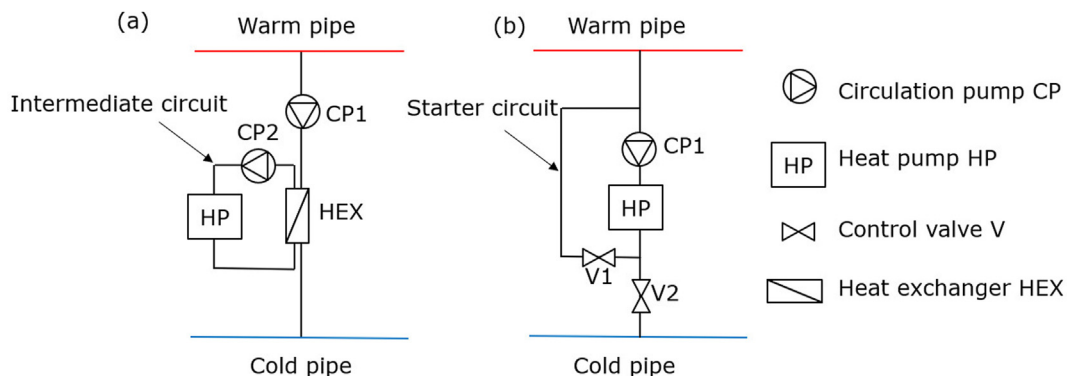 (a)
Warm pipe
Intermediate circuit
CP1
CP2
HP
HEX
Cold pipe
(b)
Warm pipe
Starter circuit
CP1
HP
V1
V2
Cold pipe
Circulation pump CP
HP
Heat pump HP
Control valve V
Heat exchanger HEX